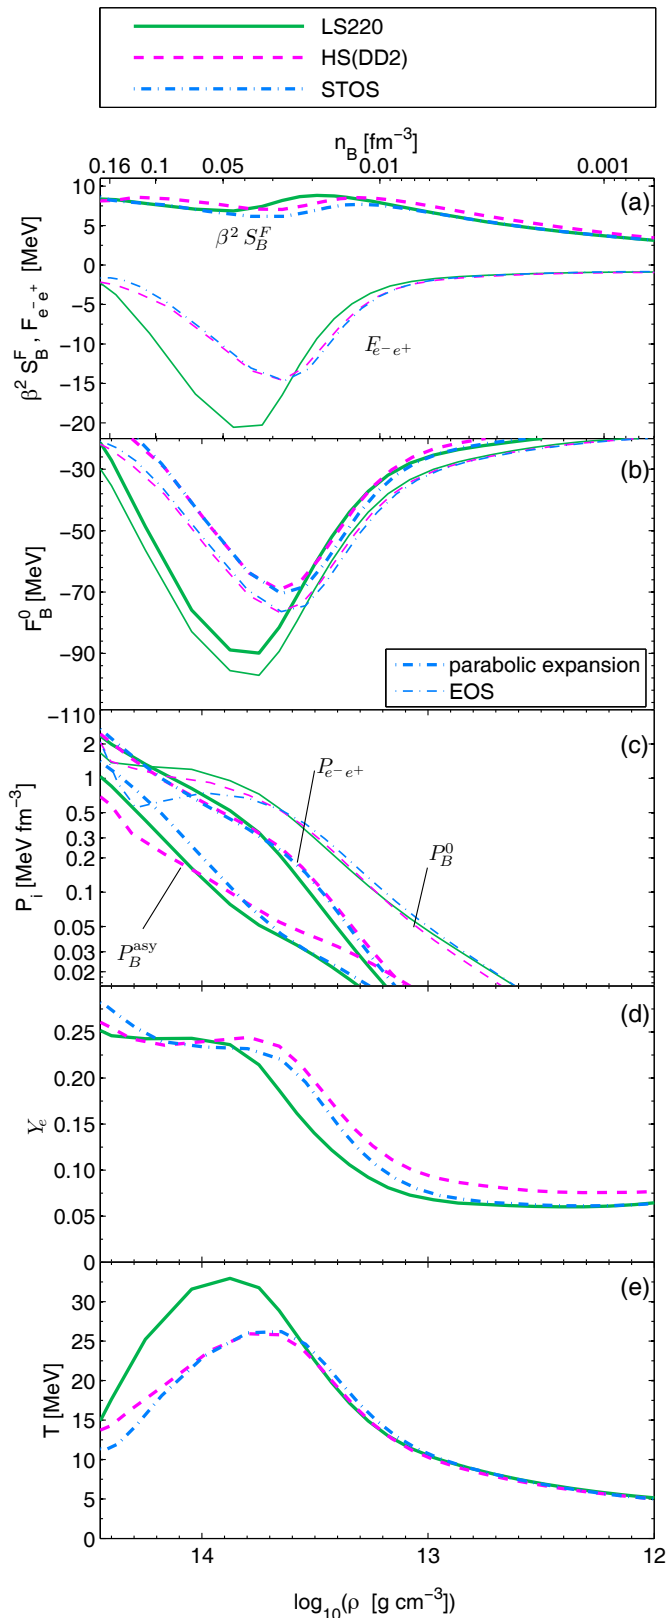 LS220
HS(DD2)
STOS
n_B [fm⁻³]
0.16 0.1 0.05 0.01 0.001
(a)
10
5
0
−5
−10
−15
−20
β² S_B^F , F_{e⁻e⁺} [MeV]
β² S_B^F
F_{e−e+}
(b)
−30
−50
−70
−90
−110
F_B^0 [MeV]
parabolic expansion
EOS
(c)
2
1
0.5
0.3
0.2
0.1
0.05
0.03
0.02
P_i [MeV fm⁻³]
P_{e−e+}
P_B^0
P_B^{asy}
(d)
0.25
0.20
0.15
0.10
0.05
0
Y_e
(e)
30
25
20
15
10
5
0
T [MeV]
14 13 12
log₁₀(ρ [g cm⁻³])